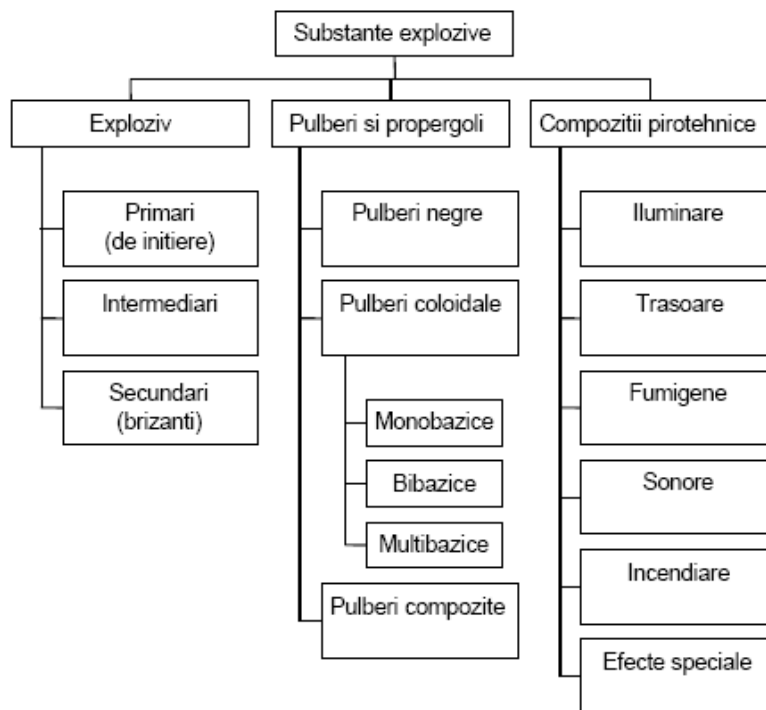 Substante explozive
Exploziv
Pulberi si propergoli
Compozitii pirotehnice
Primari
(de initiere)
Intermediari
Secundari
(brizanti)
Pulberi negre
Pulberi coloidale
Monobazice
Bibazice
Multibazice
Pulberi compozite
Iluminare
Trasoare
Fumigene
Sonore
Incendiare
Efecte speciale